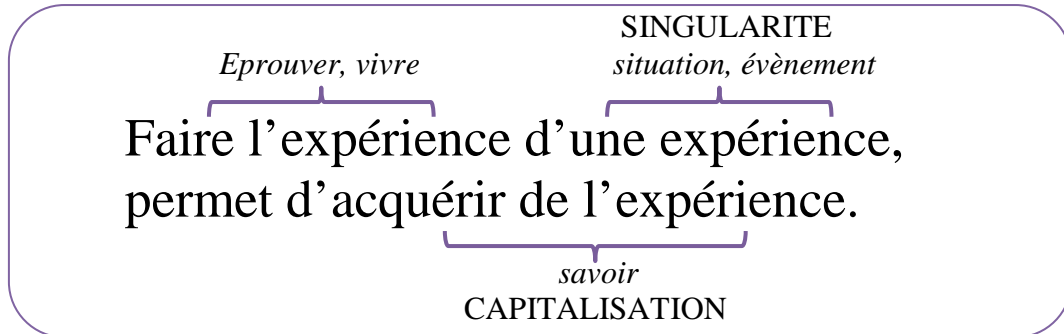 SINGULARITE
Eprouver, vivre situation, évènement
Faire l’expérience d’une expérience,
permet d’acquérir de l’expérience.
savoir
CAPITALISATION